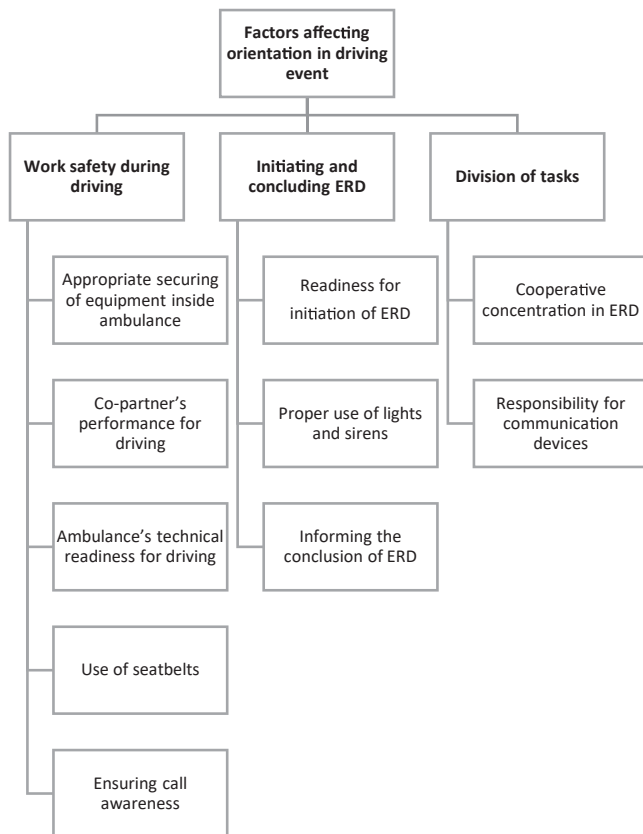 Factors affecting
orientation in driving
event
Work safety during
driving
Initiating and
concluding ERD
Division of tasks
Appropriate securing
of equipment inside
ambulance
Co-partner's
performance for
driving
Ambulance's technical
readiness for driving
Use of seatbelts
Ensuring call
awareness
Readiness for
initiation of ERD
Proper use of lights
and sirens
Informing the
conclusion of ERD
Cooperative
concentration in ERD
Responsibility for
communication
devices